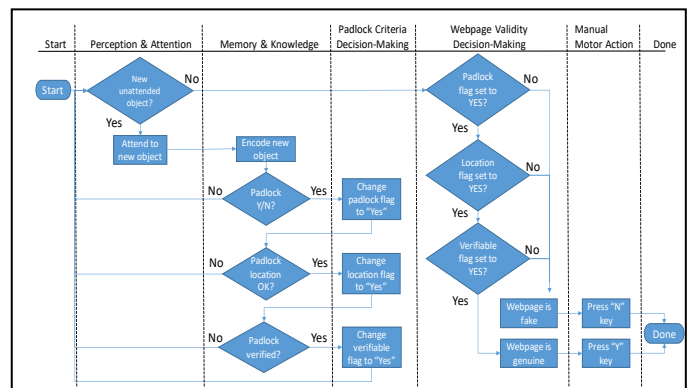 Start
Perception & Attention
Memory & Knowledge
Padlock Criteria
Decision-Making
Webpage Validity
Decision-Making
Manual
Motor Action
Done
Start
New
unattended
object?
No
Yes
Attend to
new object
Encode new
object
No
Padlock
Y/N?
Yes
Change
padlock flag
to “Yes”
No
Padlock
location
OK?
Yes
Change
location flag
to “Yes”
No
Padlock
verified?
Yes
Change
verifiable
flag to “Yes”
Padlock
flag set to
YES?
No
Yes
Location
flag set to
YES?
No
Yes
Verifiable
flag set to
YES?
No
Yes
Webpage is
fake
Press “N”
key
Webpage is
genuine
Press “Y”
key
Done